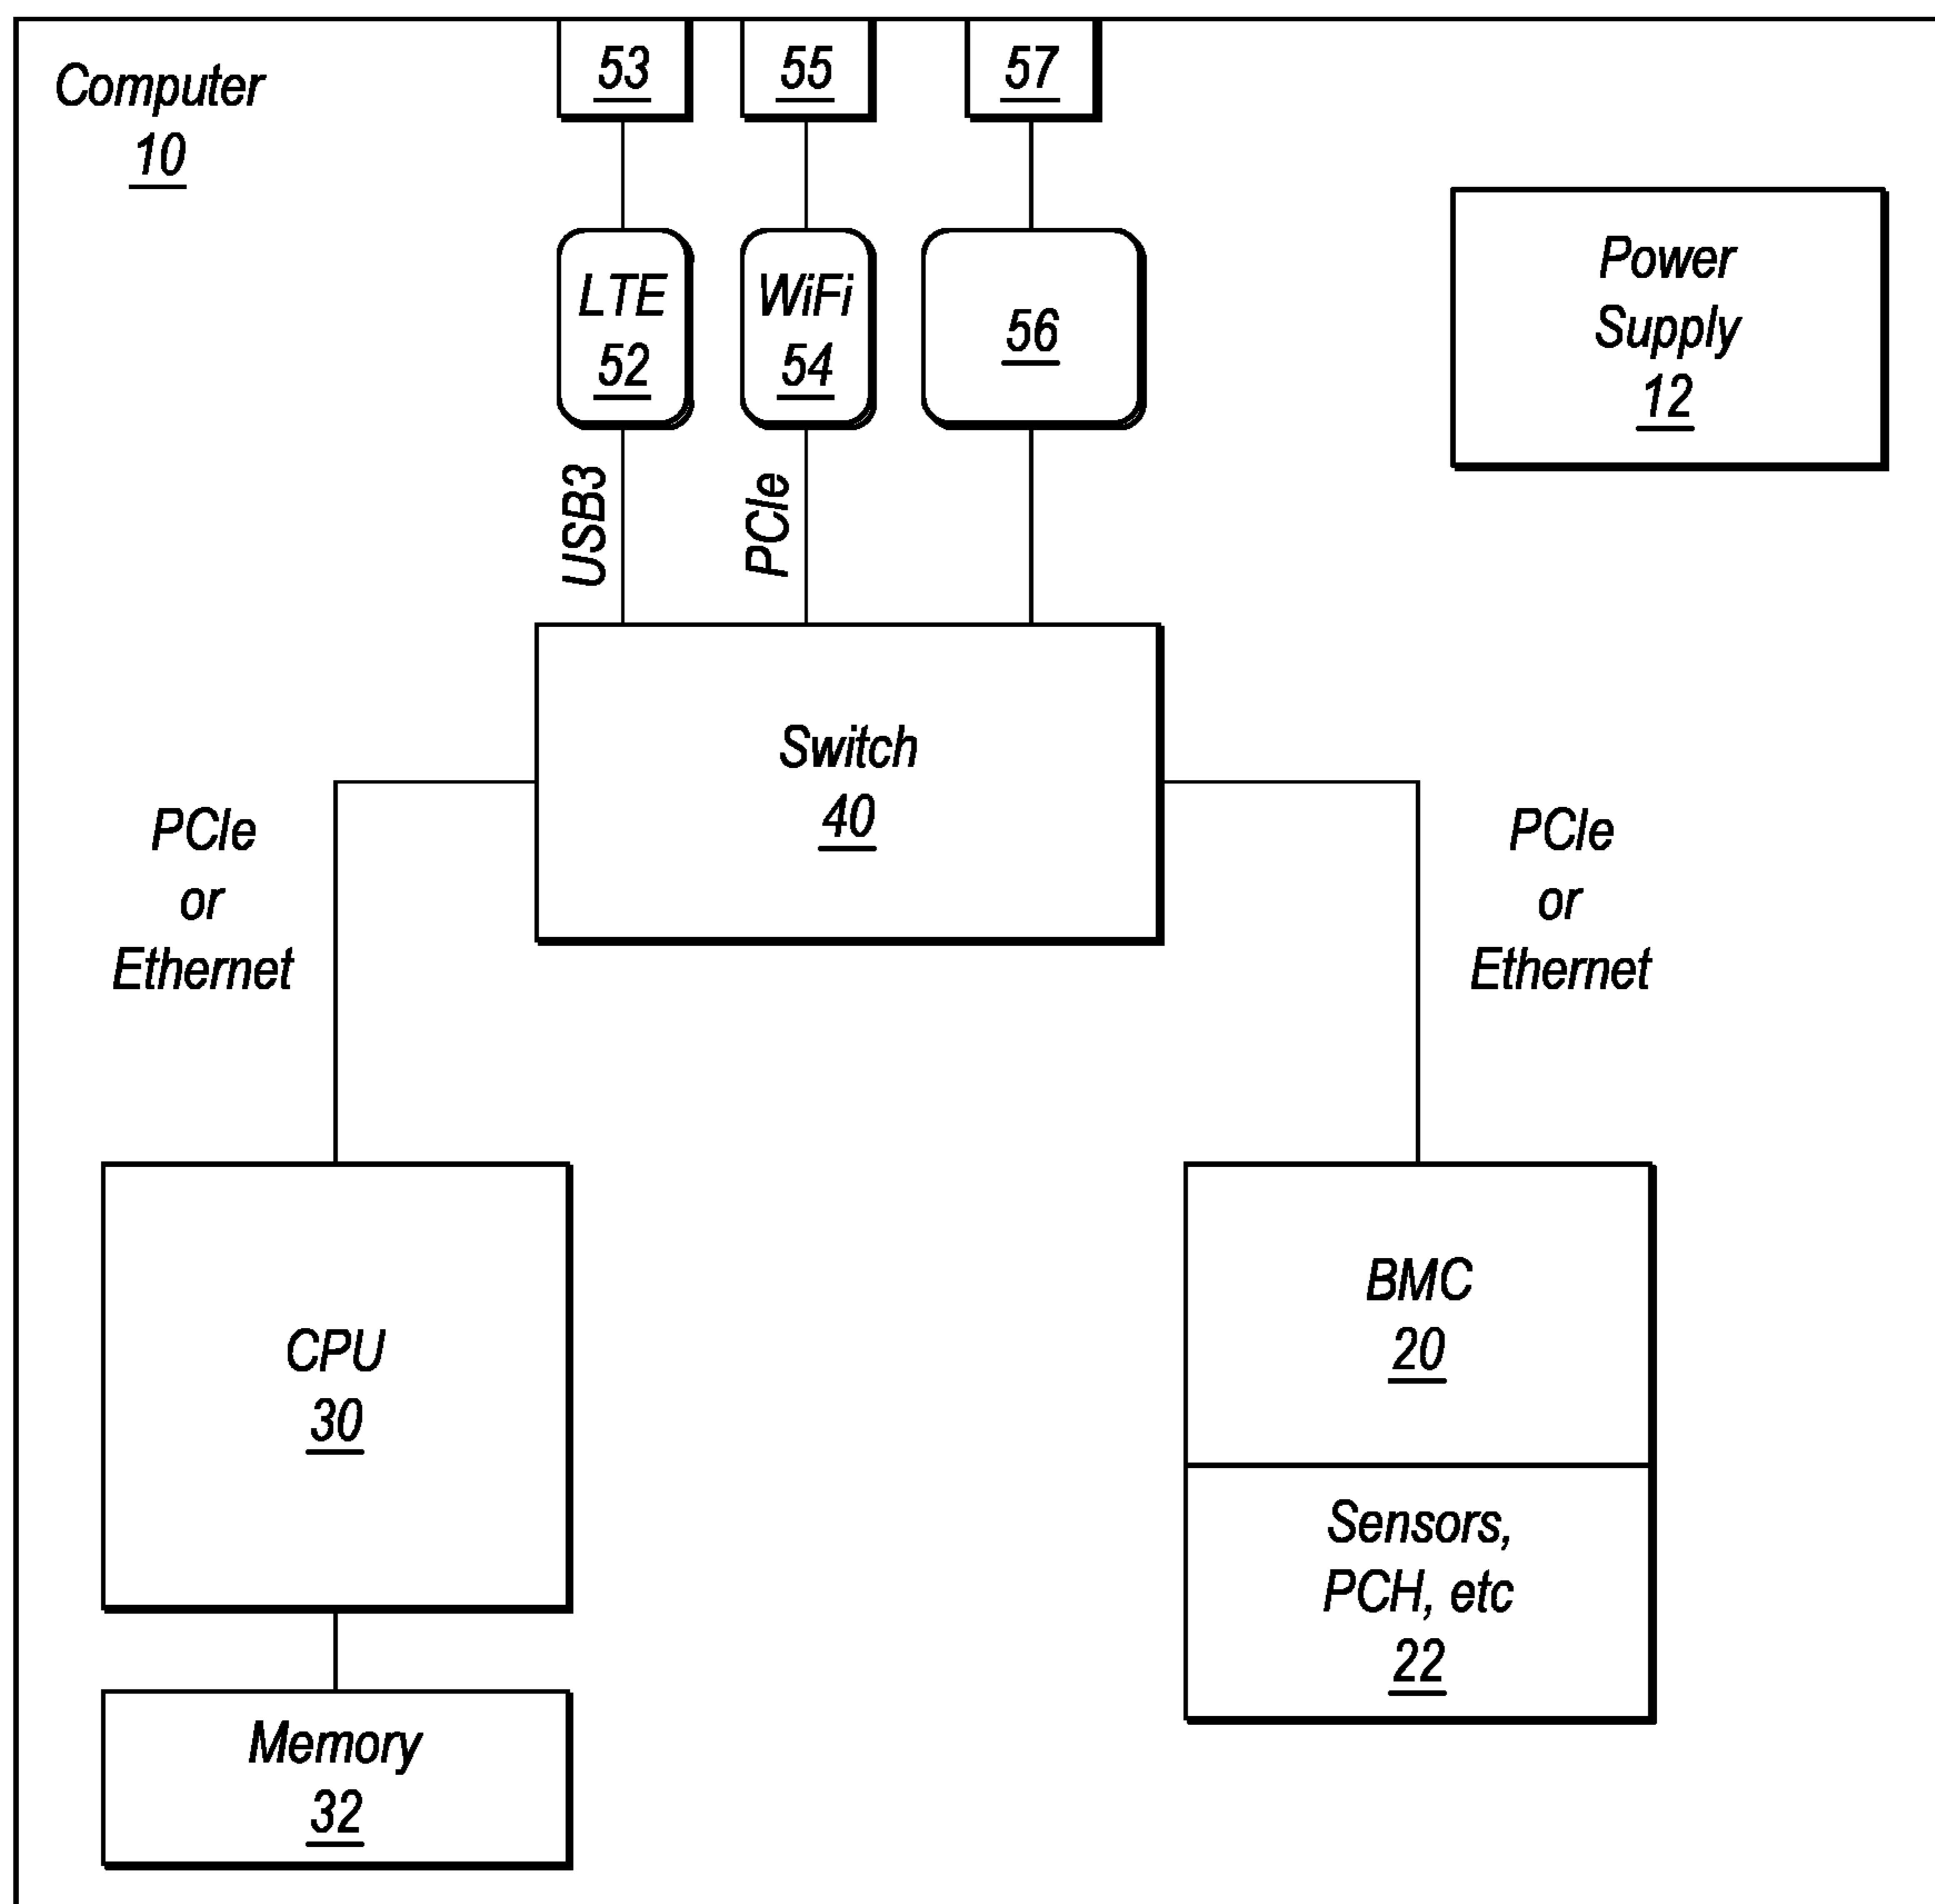 53
55
57
Computer
10
Power
Supply
12
LTE
52
WiFi
54
56
USB3
PCIe
Switch
40
PCIe
or
Ethernet
PCIe
or
Ethernet
CPU
30
BMC
20
Sensors,
PCH, etc
22
Memory
32